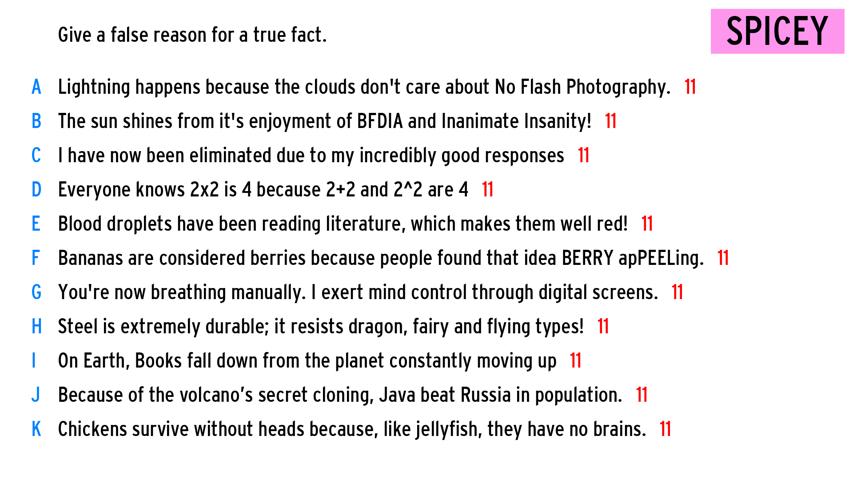 Give a false reason for a true fact.
SPICEY
A Lightning happens because the clouds don't care about No Flash Photography. 11
B The sun shines from it's enjoyment of BFDIA and Inanimate Insanity! 11
C I have now been eliminated due to my incredibly good responses 11
D Everyone knows 2x2 is 4 because 2+2 and 2^2 are 4 11
E Blood droplets have been reading literature, which makes them well red! 11
F Bananas are considered berries because people found that idea BERRY apPEELing. 11
G You're now breathing manually. I exert mind control through digital screens. 11
H Steel is extremely durable; it resists dragon, fairy and flying types! 11
I On Earth, Books fall down from the planet constantly moving up 11
J Because of the volcano’s secret cloning, Java beat Russia in population. 11
K Chickens survive without heads because, like jellyfish, they have no brains. 11